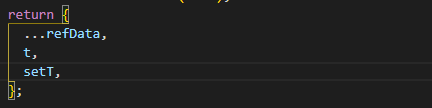 return {
...refData,
t,
setT,
};